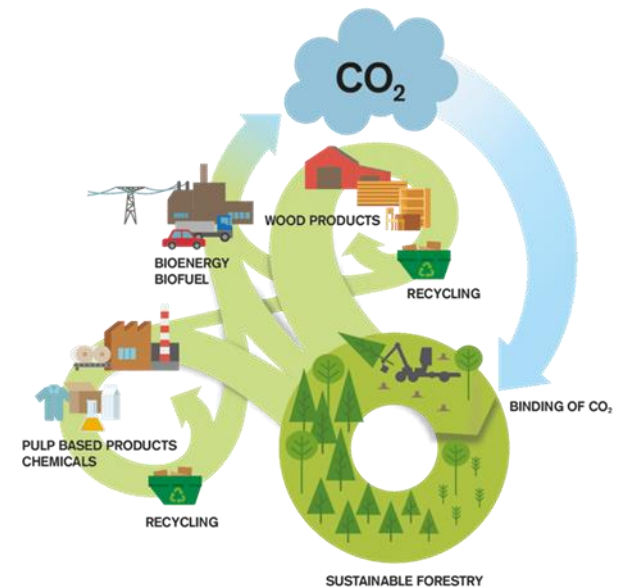 CO₂
WOOD PRODUCTS
BIOENERGY
BIOFUEL
RECYCLING
BINDING OF CO₂
PULP BASED PRODUCTS
CHEMICALS
RECYCLING
SUSTAINABLE FORESTRY